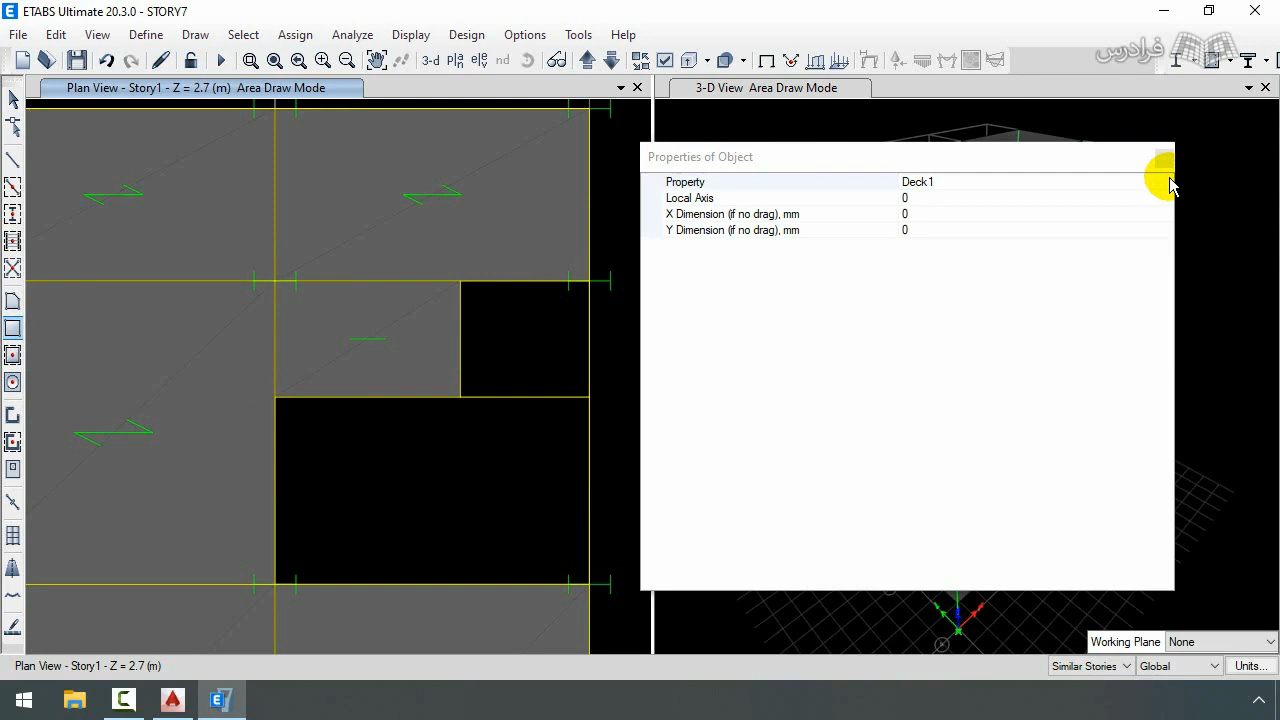 ETABS Ultimate 20.3.0 - STORY7
File Edit View Define Draw Select Assign Analyze Display Design Options Tools Help
3-d nd
فرادرس
Plan View - Story1 - Z = 2.7 (m) Area Draw Mode
3-D View Area Draw Mode
Properties of Object
Property Deck1
Local Axis 0
X Dimension (if no drag), mm 0
Y Dimension (if no drag), mm 0
Working Plane None
Plan View - Story1 - Z = 2.7 (m)
Similar Stories Global Units...